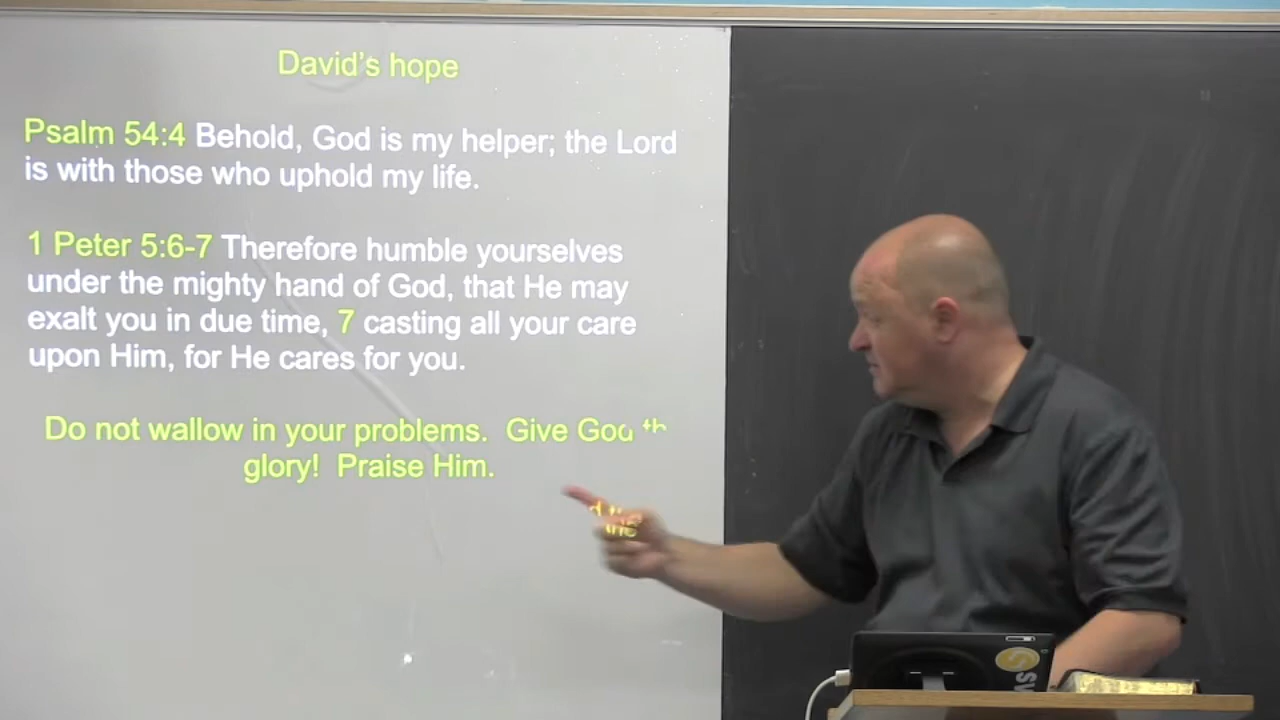 David's hope
Psalm 54:4 Behold, God is my helper; the Lord
is with those who uphold my life.
1 Peter 5:6-7 Therefore humble yourselves
under the mighty hand of God, that He may
exalt you in due time, 7 casting all your care
upon Him, for He cares for you.
Do not wallow in your problems. Give God
glory! Praise Him.